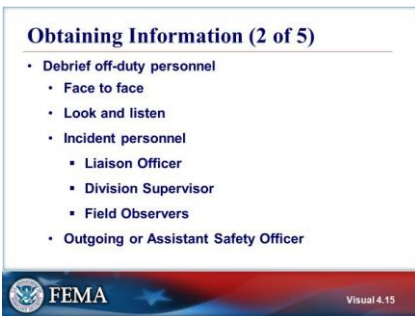 Obtaining Information (2 of 5)
• Debrief off-duty personnel
• Face to face
• Look and listen
• Incident personnel
▪ Liaison Officer
▪ Division Supervisor
▪ Field Observers
• Outgoing or Assistant Safety Officer
FEMA
Visual 4.15